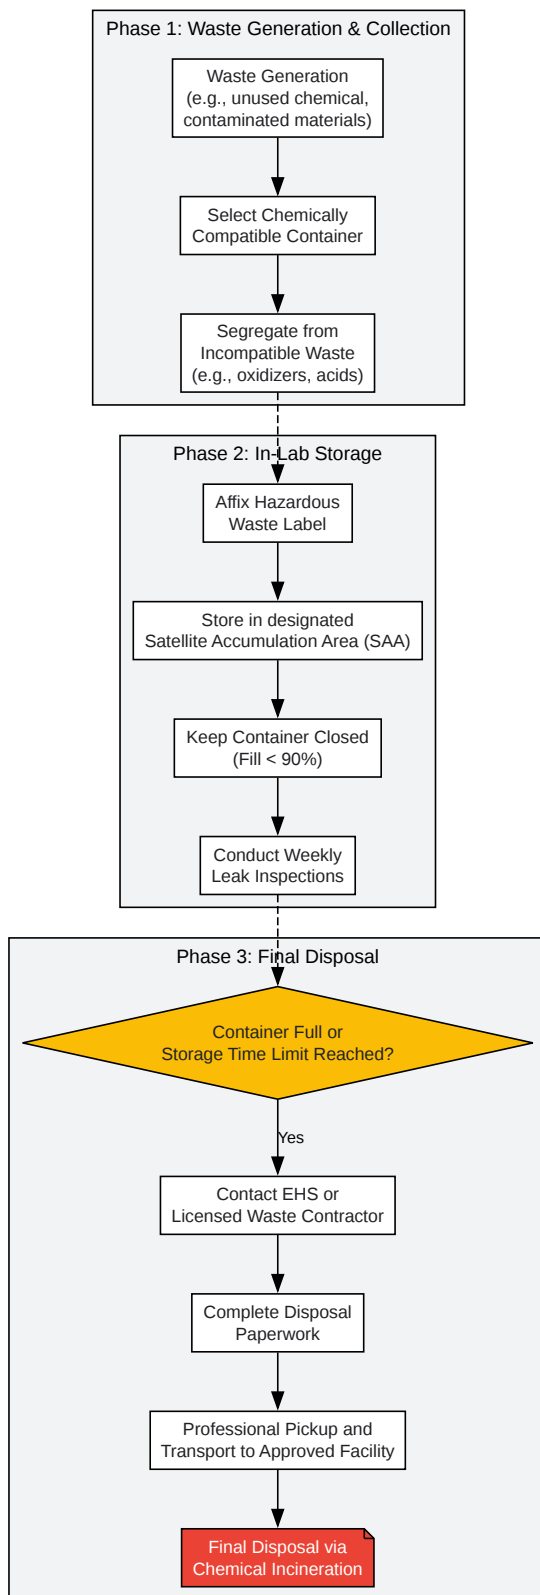 Phase 1: Waste Generation & Collection
Waste Generation
(e.g., unused chemical,
contaminated materials)
Select Chemically
Compatible Container
Segregate from
Incompatible Waste
(e.g., oxidizers, acids)
Phase 2: In-Lab Storage
Affix Hazardous
Waste Label
Store in designated
Satellite Accumulation Area (SAA)
Keep Container Closed
(Fill < 90%)
Conduct Weekly
Leak Inspections
Phase 3: Final Disposal
Container Full or
Storage Time Limit Reached?
Yes
Contact EHS or
Licensed Waste Contractor
Complete Disposal
Paperwork
Professional Pickup and
Transport to Approved Facility
Final Disposal via
Chemical Incineration